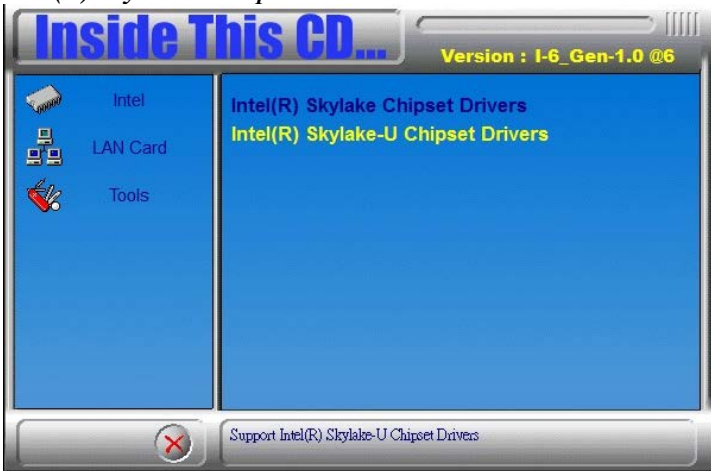 Inside This CD...
Version : I-6_Gen-1.0 @6
Intel
LAN Card
Tools
Intel(R) Skylake Chipset Drivers
Intel(R) Skylake-U Chipset Drivers
Support Intel(R) Skylake-U Chipset Drivers